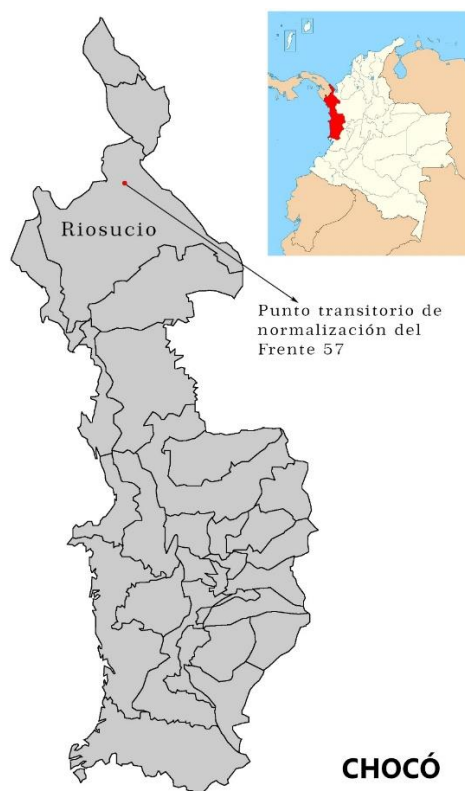 Riosucio
Punto transitorio de
normalización del
Frente 57
CHOCÓ